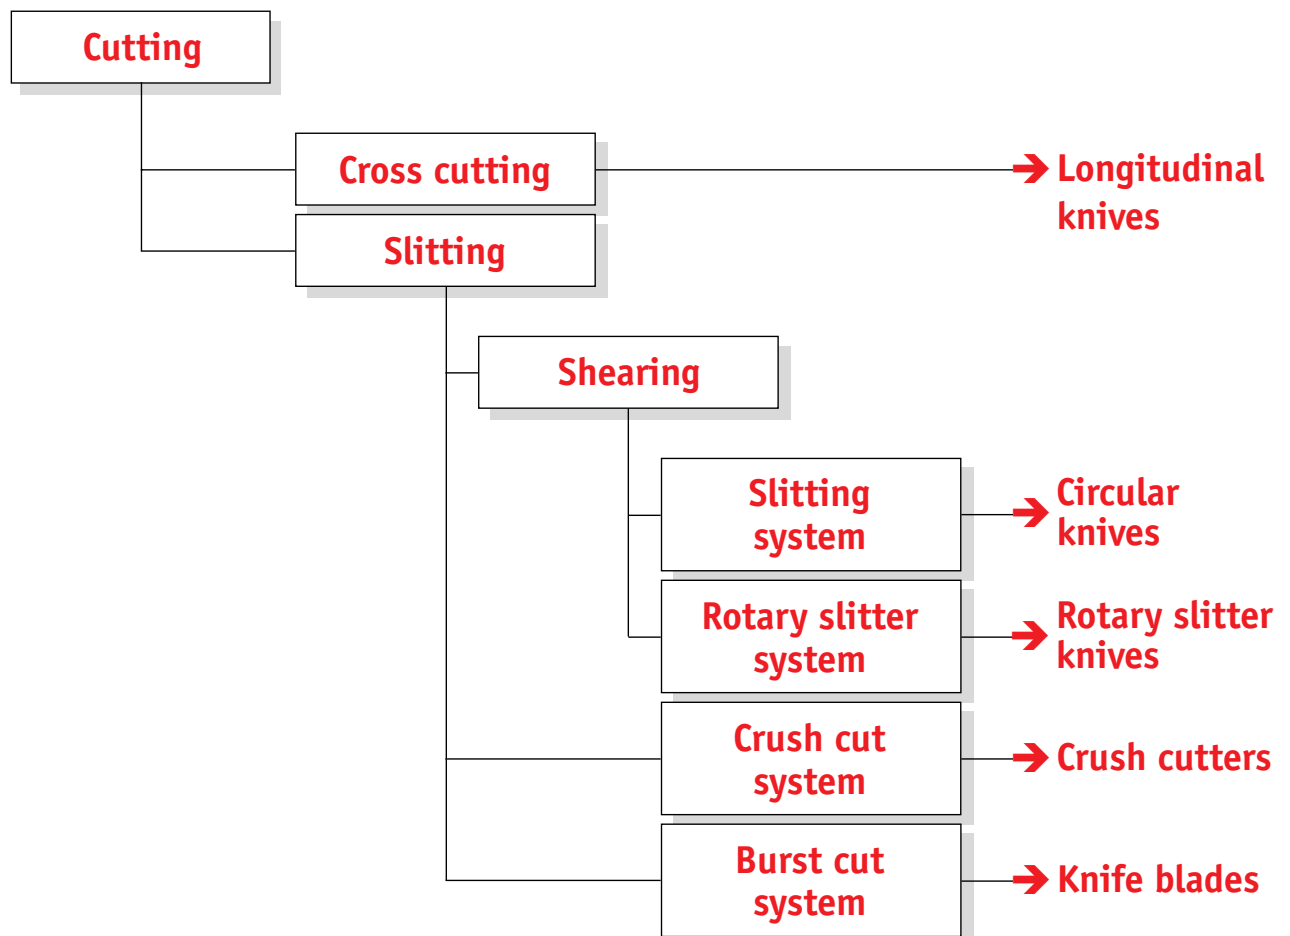 Cutting
Cross cutting
Longitudinal
knives
Slitting
Shearing
Slitting
system
Circular
knives
Rotary slitter
system
Rotary slitter
knives
Crush cut
system
Crush cutters
Burst cut
system
Knife blades